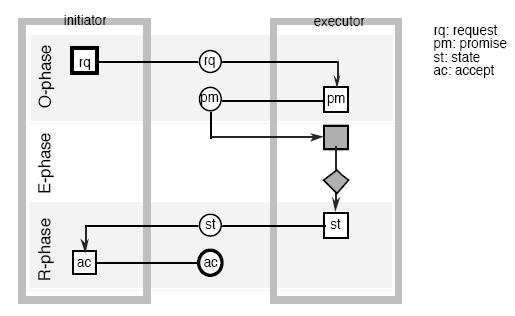 initiator
executor
rq: request
pm: promise
st: state
ac: accept
O-phase
rq
rq
pm
pm
E-phase
R-phase
st
st
ac
ac